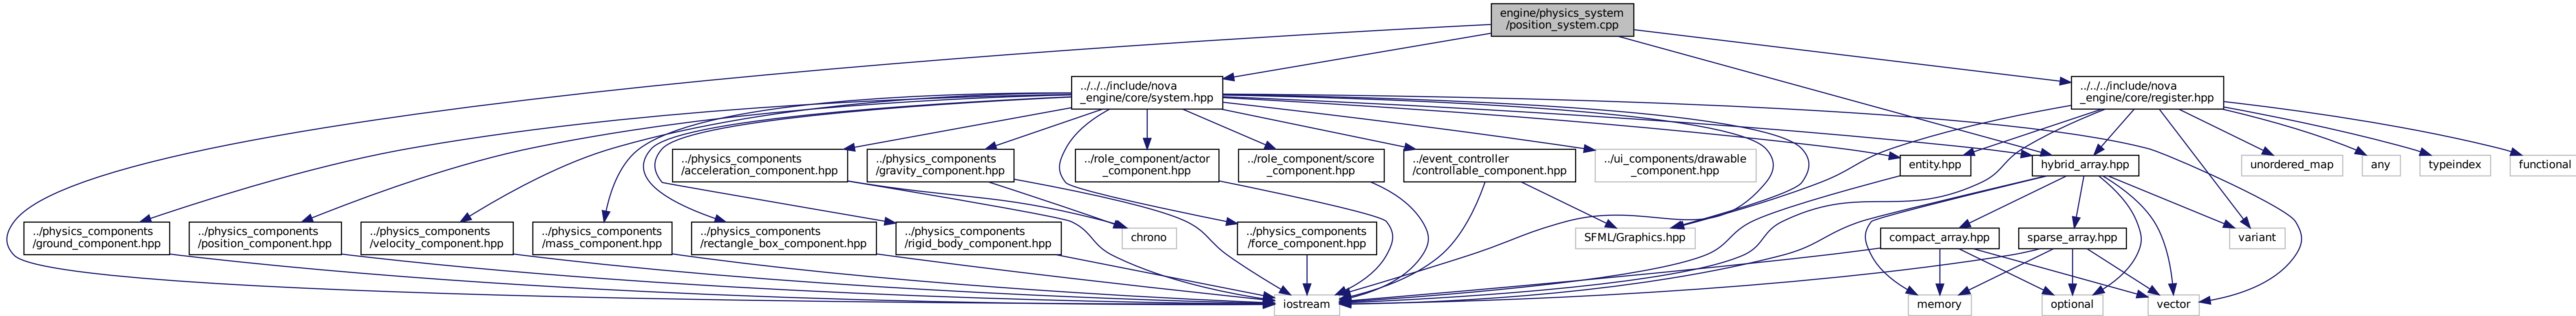 engine/physics_system
/position_system.cpp
../../../include/nova
_engine/core/system.hpp
../../../include/nova
_engine/core/register.hpp
../physics_components
/acceleration_component.hpp
../physics_components
/gravity_component.hpp
../role_component/actor
_component.hpp
../role_component/score
_component.hpp
../event_controller
/controllable_component.hpp
../ui_components/drawable
_component.hpp
entity.hpp
hybrid_array.hpp
unordered_map
any
typeindex
functional
../physics_components
/ground_component.hpp
../physics_components
/position_component.hpp
../physics_components
/velocity_component.hpp
../physics_components
/mass_component.hpp
../physics_components
/rectangle_box_component.hpp
../physics_components
/rigid_body_component.hpp
chrono
../physics_components
/force_component.hpp
SFML/Graphics.hpp
compact_array.hpp
sparse_array.hpp
variant
iostream
memory
optional
vector